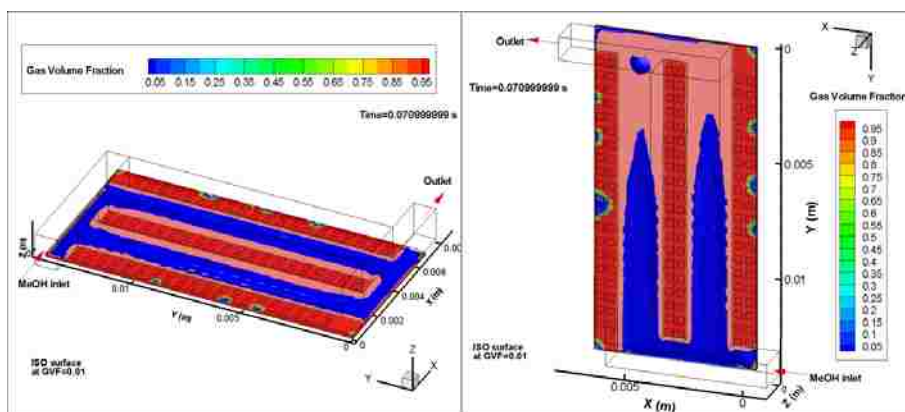 Gas Volume Fraction
0.05 0.15 0.25 0.35 0.45 0.55 0.65 0.75 0.85 0.95
Time=0.070999999 s
Outlet
Z (m)
MeOH inlet
0.01
Y (m)
0.005
0
0
0.002
0.004
X (m)
0.006
ISO surface
at GVF=0.01
Z
Y
X
Outlet
Time=0.070999999 s
X
Z
Y
0
0.005
Y (m)
0.01
Gas Volume Fraction
0.95
0.9
0.85
0.8
0.75
0.7
0.65
0.6
0.55
0.5
0.45
0.4
0.35
0.3
0.25
0.2
0.15
0.1
0.05
ISO surface
at GVF=0.01
MeOH inlet
0.005
X (m)
0
Z (m)